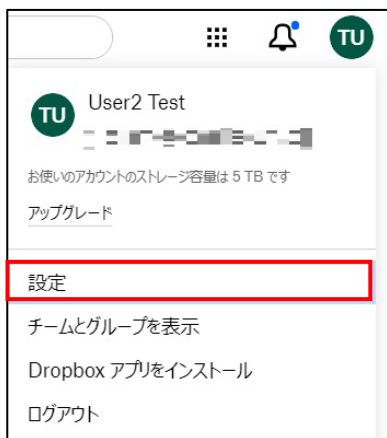 TU
TU
User2 Test
お使いのアカウントのストレージ容量は 5 TB です
アップグレード
設定
チームとグループを表示
Dropbox アプリをインストール
ログアウト